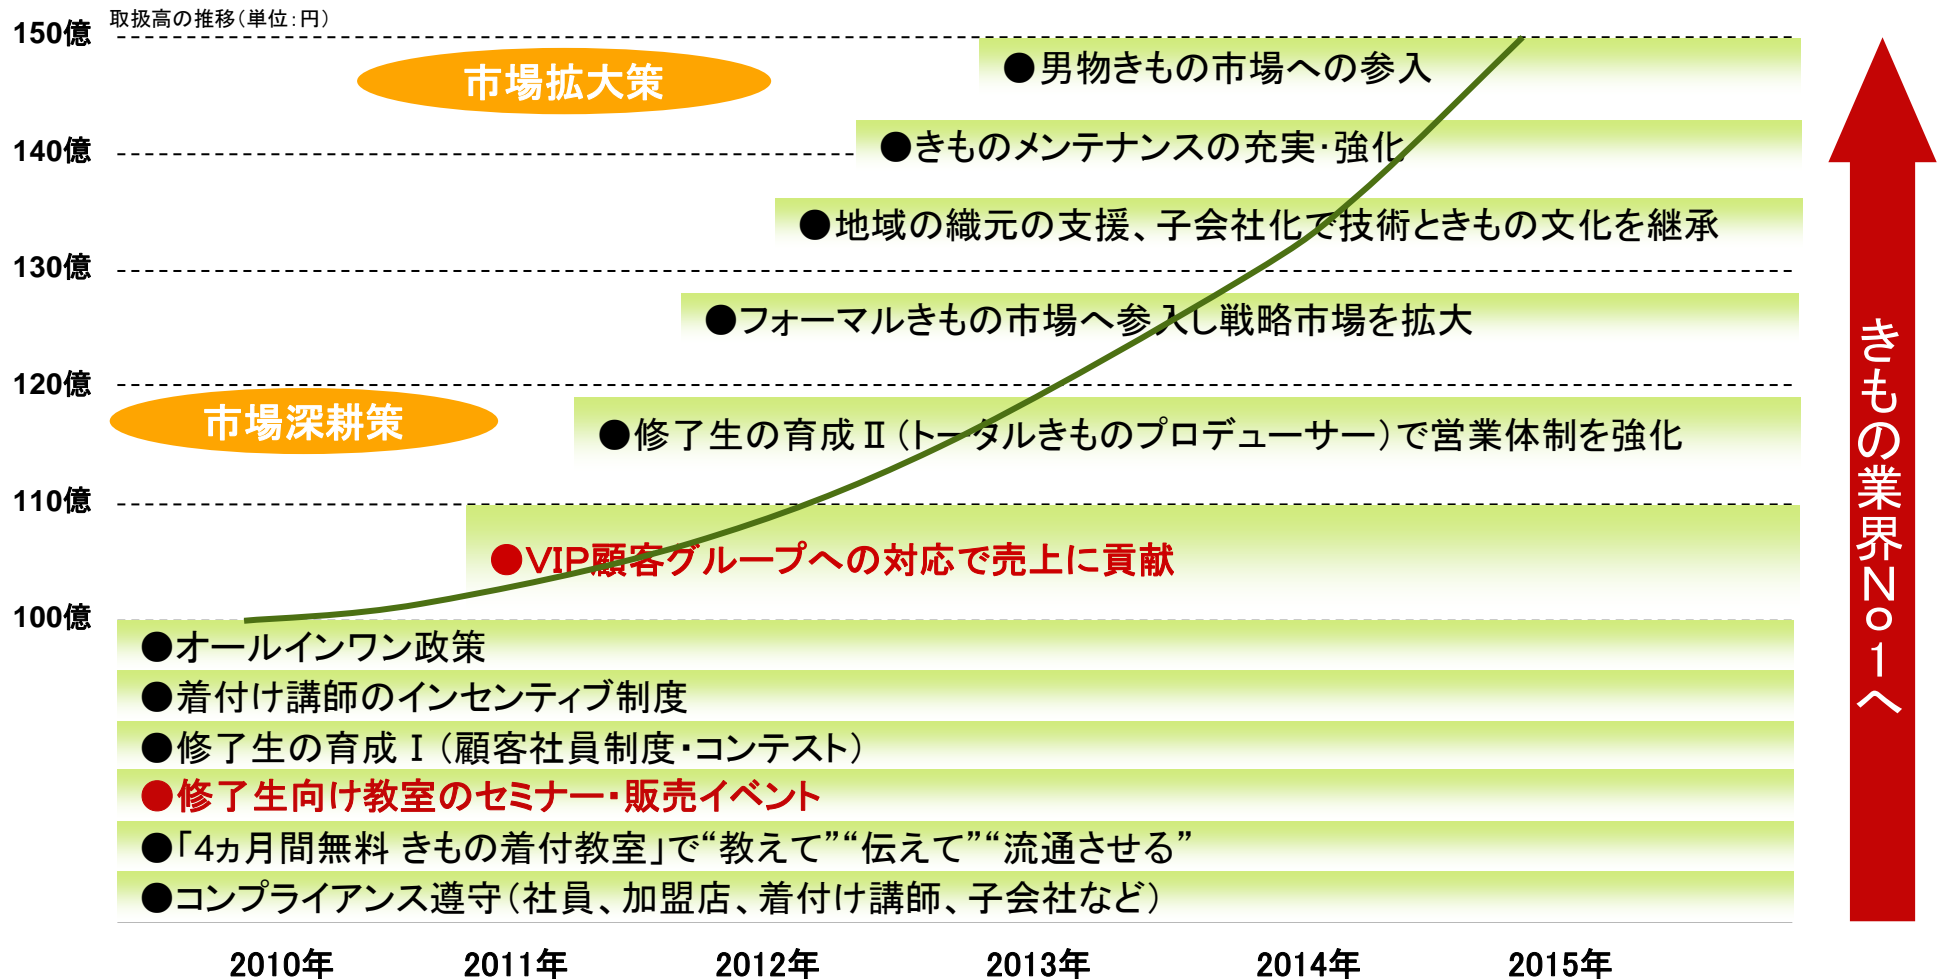 取扱高の推移（単位：円）
150億
市場拡大策
●男物きもの市場への参入
140億
●きものメンテナンスの充実・強化
●地域の織元の支援、子会社化で技術ときもの文化を継承
130億
●フォーマルきもの市場へ参入し戦略市場を拡大
120億
市場深耕策
●修了生の育成Ⅱ（トータルきものプロデューサー）で営業体制を強化
110億
●VIP顧客グループへの対応で売上に貢献
100億
●オールインワン政策
●着付け講師のインセンティブ制度
●修了生の育成Ⅰ（顧客社員制度・コンテスト）
●修了生向け教室のセミナー・販売イベント
●「4ヵ月間無料 きもの着付教室」で“教えて”“伝えて”“流通させる”
●コンプライアンス遵守（社員、加盟店、着付け講師、子会社など）
2010年 2011年 2012年 2013年 2014年 2015年
きもの業界No1へ